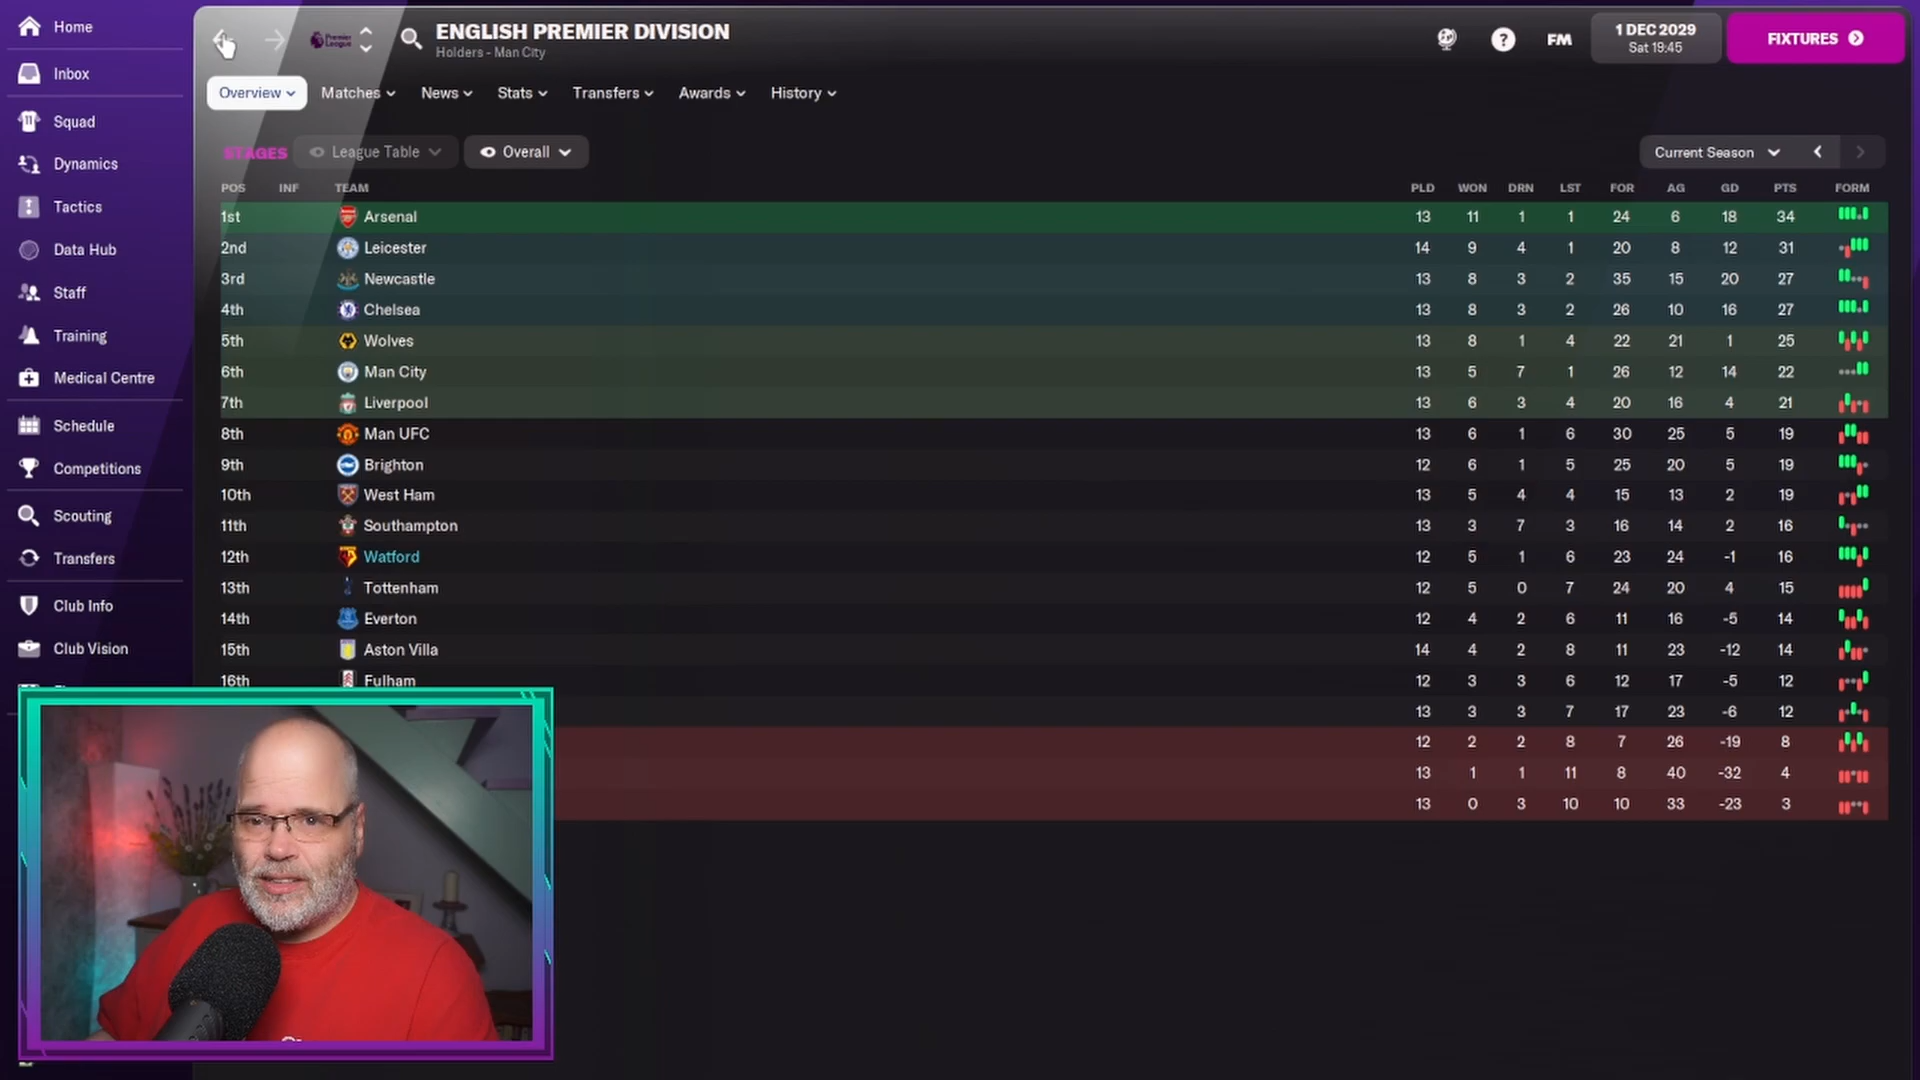 Home
Inbox
Squad
Dynamics
Tactics
Data Hub
Staff
Training
Medical Centre
Schedule
Competitions
Scouting
Transfers
Club Info
Club Vision
Premier League
ENGLISH PREMIER DIVISION
Holders - Man City
? FM
1 DEC 2029
Sat 19:45
FIXTURES
Overview Matches News Stats Transfers Awards History
STAGES League Table Overall Current Season
POS INF TEAM PLD WON DRN LST FOR AG GD PTS FORM
1st Arsenal 13 11 1 1 24 6 18 34
2nd Leicester 14 9 4 1 20 8 12 31
3rd Newcastle 13 8 3 2 35 15 20 27
4th Chelsea 13 8 3 2 26 10 16 27
5th Wolves 13 8 1 4 22 21 1 25
6th Man City 13 5 7 1 26 12 14 22
7th Liverpool 13 6 3 4 20 16 4 21
8th Man UFC 13 6 1 6 30 25 5 19
9th Brighton 12 6 1 5 25 20 5 19
10th West Ham 13 5 4 4 15 13 2 19
11th Southampton 13 3 7 3 16 14 2 16
12th Watford 12 5 1 6 23 24 -1 16
13th Tottenham 12 5 0 7 24 20 4 15
14th Everton 12 4 2 6 11 16 -5 14
15th Aston Villa 14 4 2 8 11 23 -12 14
16th Fulham 12 3 3 6 12 17 -5 12
13 3 3 7 17 23 -6 12
12 2 2 8 7 26 -19 8
13 1 1 11 8 40 -32 4
13 0 3 10 10 33 -23 3